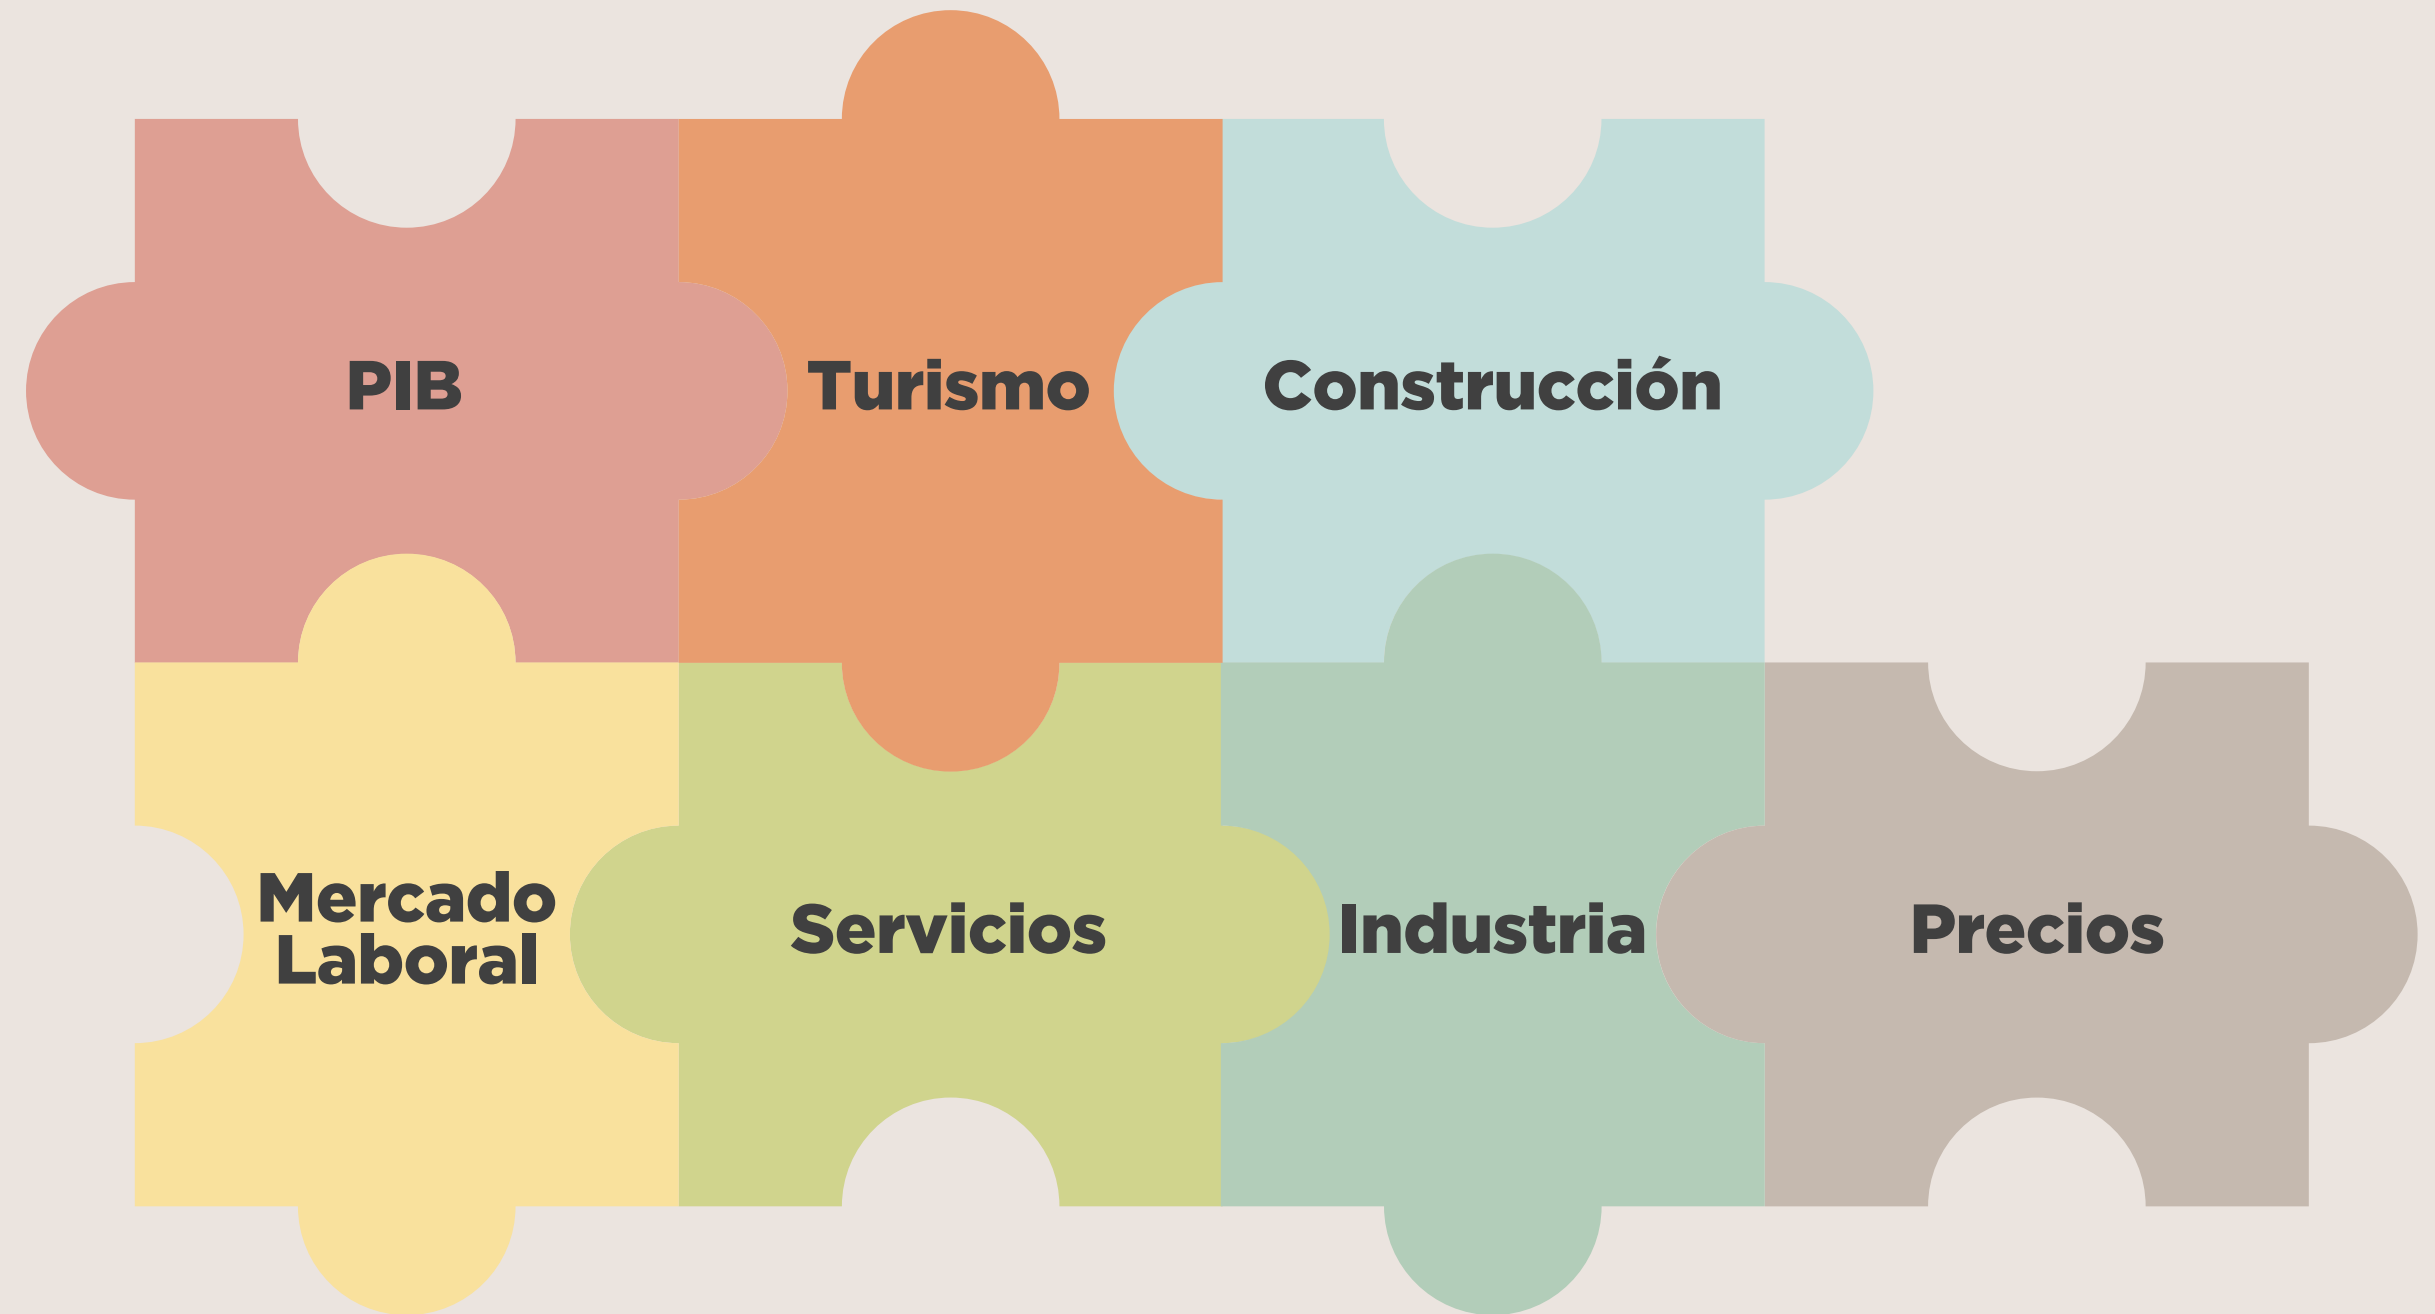 PIB
Turismo
Construcción
Mercado
Laboral
Servicios
Industria
Precios